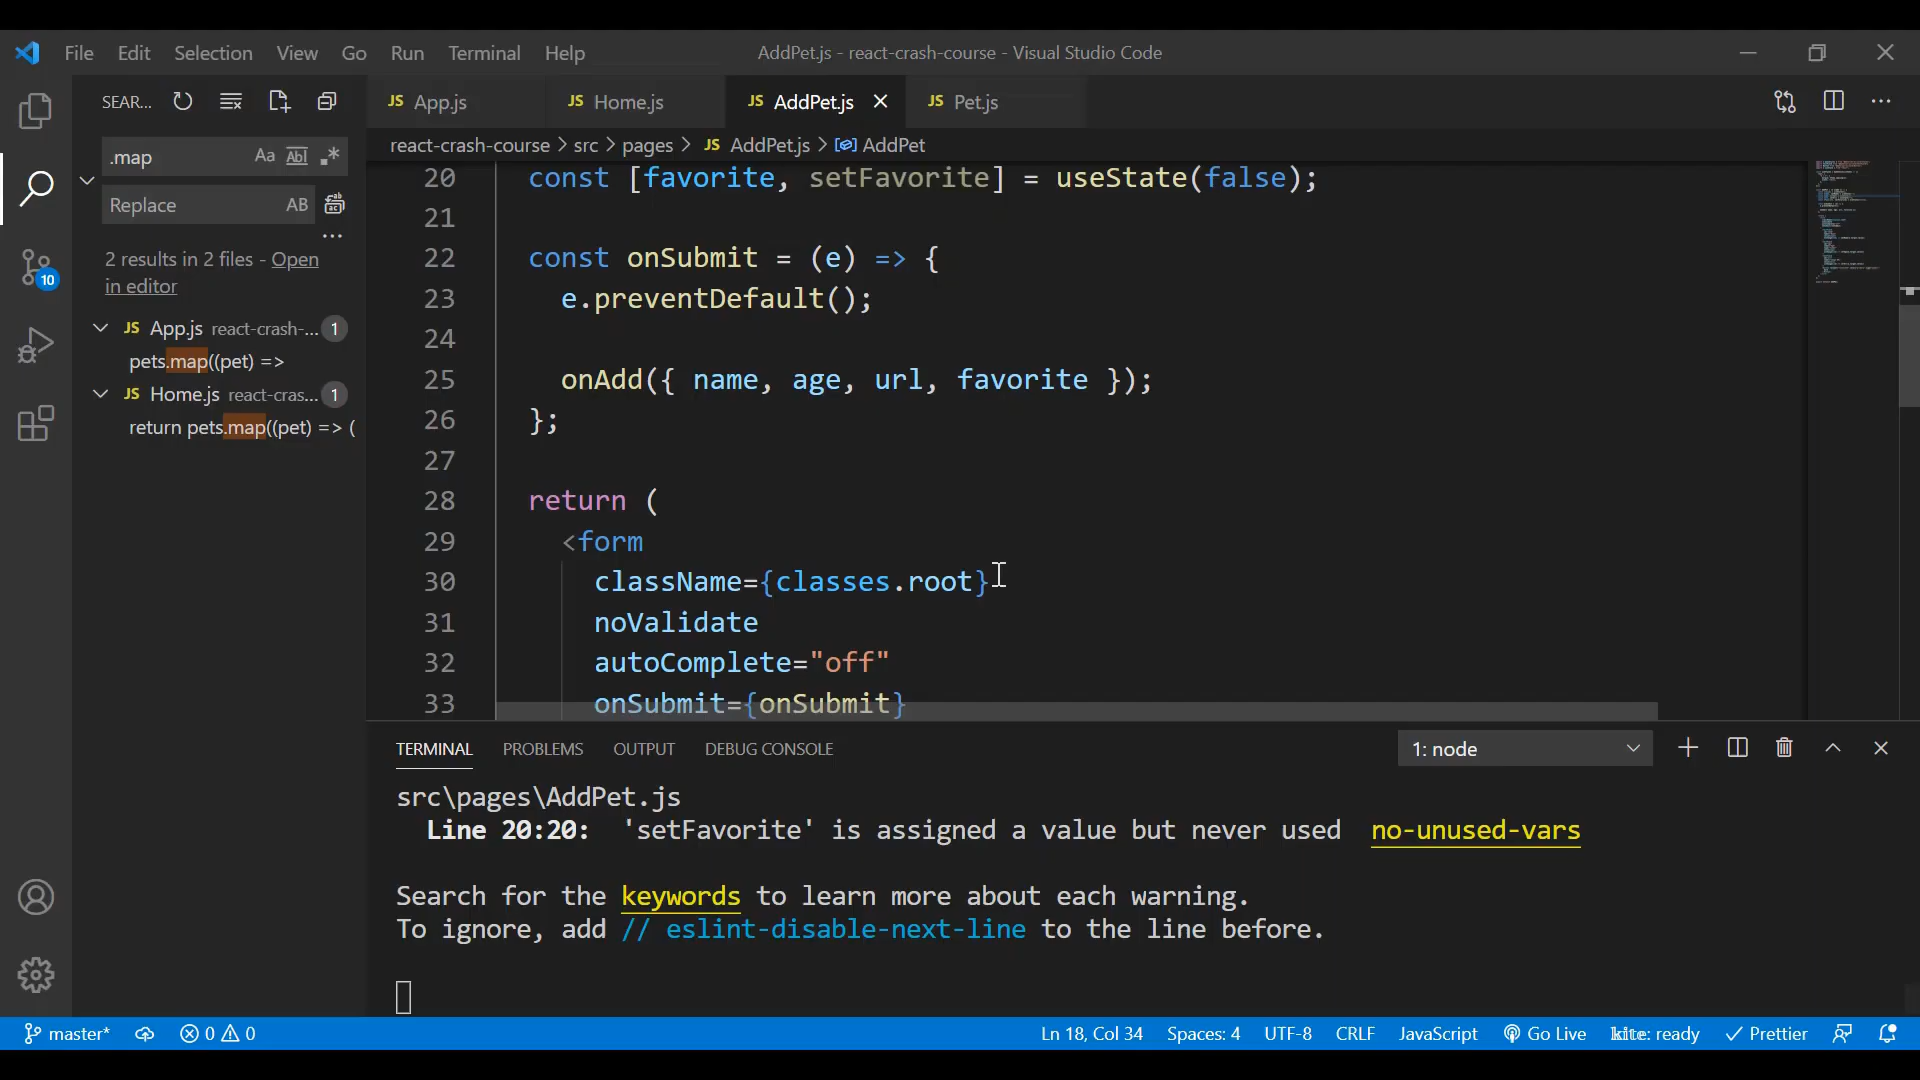 File Edit Selection View Go Run Terminal Help AddPet.js - react-crash-course - Visual Studio Code
SEAR...
.map Aa Abl .*
Replace AB
2 results in 2 files - Open
in editor
JS App.js react-crash-... 1
pets.map((pet) =>
JS Home.js react-cras... 1
return pets.map((pet) => (
10
JS App.js JS Home.js JS AddPet.js JS Pet.js
react-crash-course > src > pages > JS AddPet.js > AddPet
20 const [favorite, setFavorite] = useState(false);
21
22 const onSubmit = (e) => {
23 e.preventDefault();
24
25 onAdd({ name, age, url, favorite });
26 };
27
28 return (
29 <form
30 className={classes.root}
31 noValidate
32 autoComplete="off"
33 onSubmit={onSubmit}
TERMINAL PROBLEMS OUTPUT DEBUG CONSOLE 1: node
src\pages\AddPet.js
Line 20:20: 'setFavorite' is assigned a value but never used no-unused-vars
Search for the keywords to learn more about each warning.
To ignore, add // eslint-disable-next-line to the line before.
master* 0 0 Ln 18, Col 34 Spaces: 4 UTF-8 CRLF JavaScript Go Live kite: ready Prettier